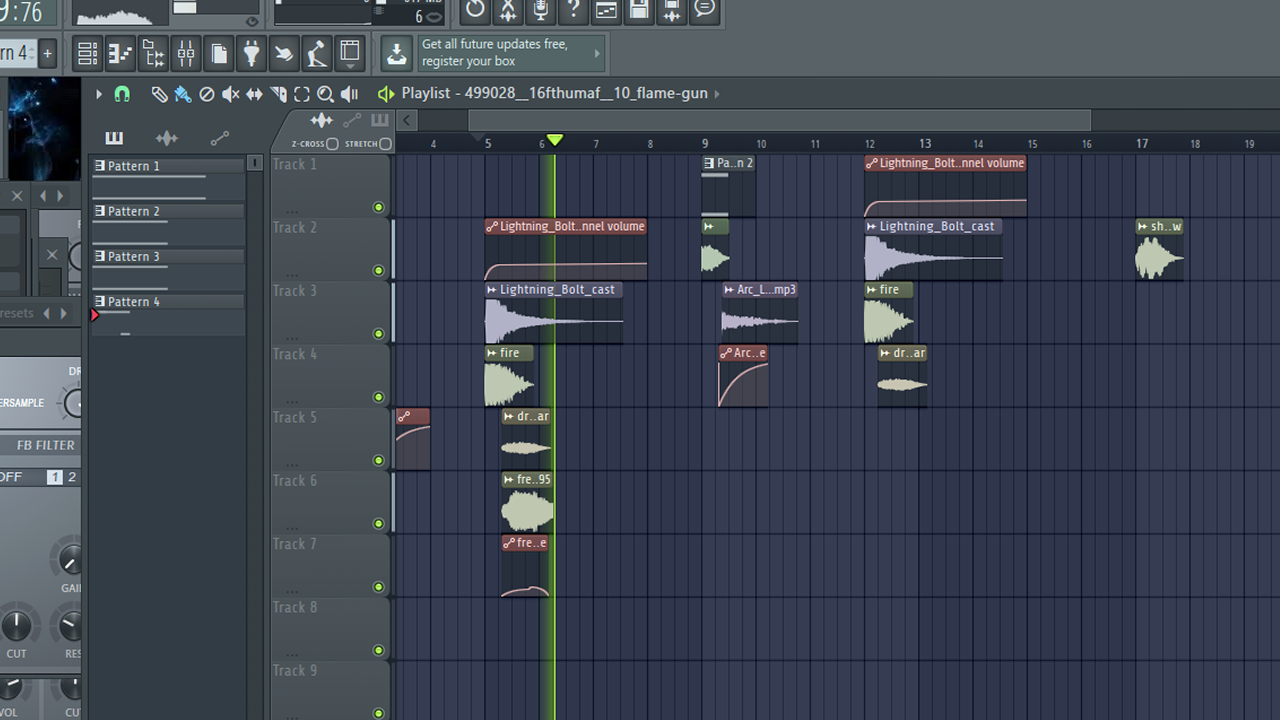 9:76
6
rn 4
+
?
Get all future updates free,
register your box
Playlist - 499028__16fthumaf__10_flame-gun
Z-CROSS
STRETCH
4 5 6 7 8 9 10 11 12 13 14 15 16 17 18 19
Pattern 1
Pattern 2
Pattern 3
Pattern 4
Track 1
Pa..n 2
Lightning_Bolt..nnel volume
Track 2
Lightning_Bolt..nnel volume
Lightning_Bolt_cast
sh..w
Track 3
Lightning_Bolt_cast
Arc_L...mp3
fire
Track 4
fire
Arc..e
dr..ar
Track 5
dr..ar
Track 6
fre..95
Track 7
fre..e
Track 8
Track 9
resets
DR
ERSAMPLE
FB FILTER
OFF 1 2
GAI
CUT
RES
VOL
CU